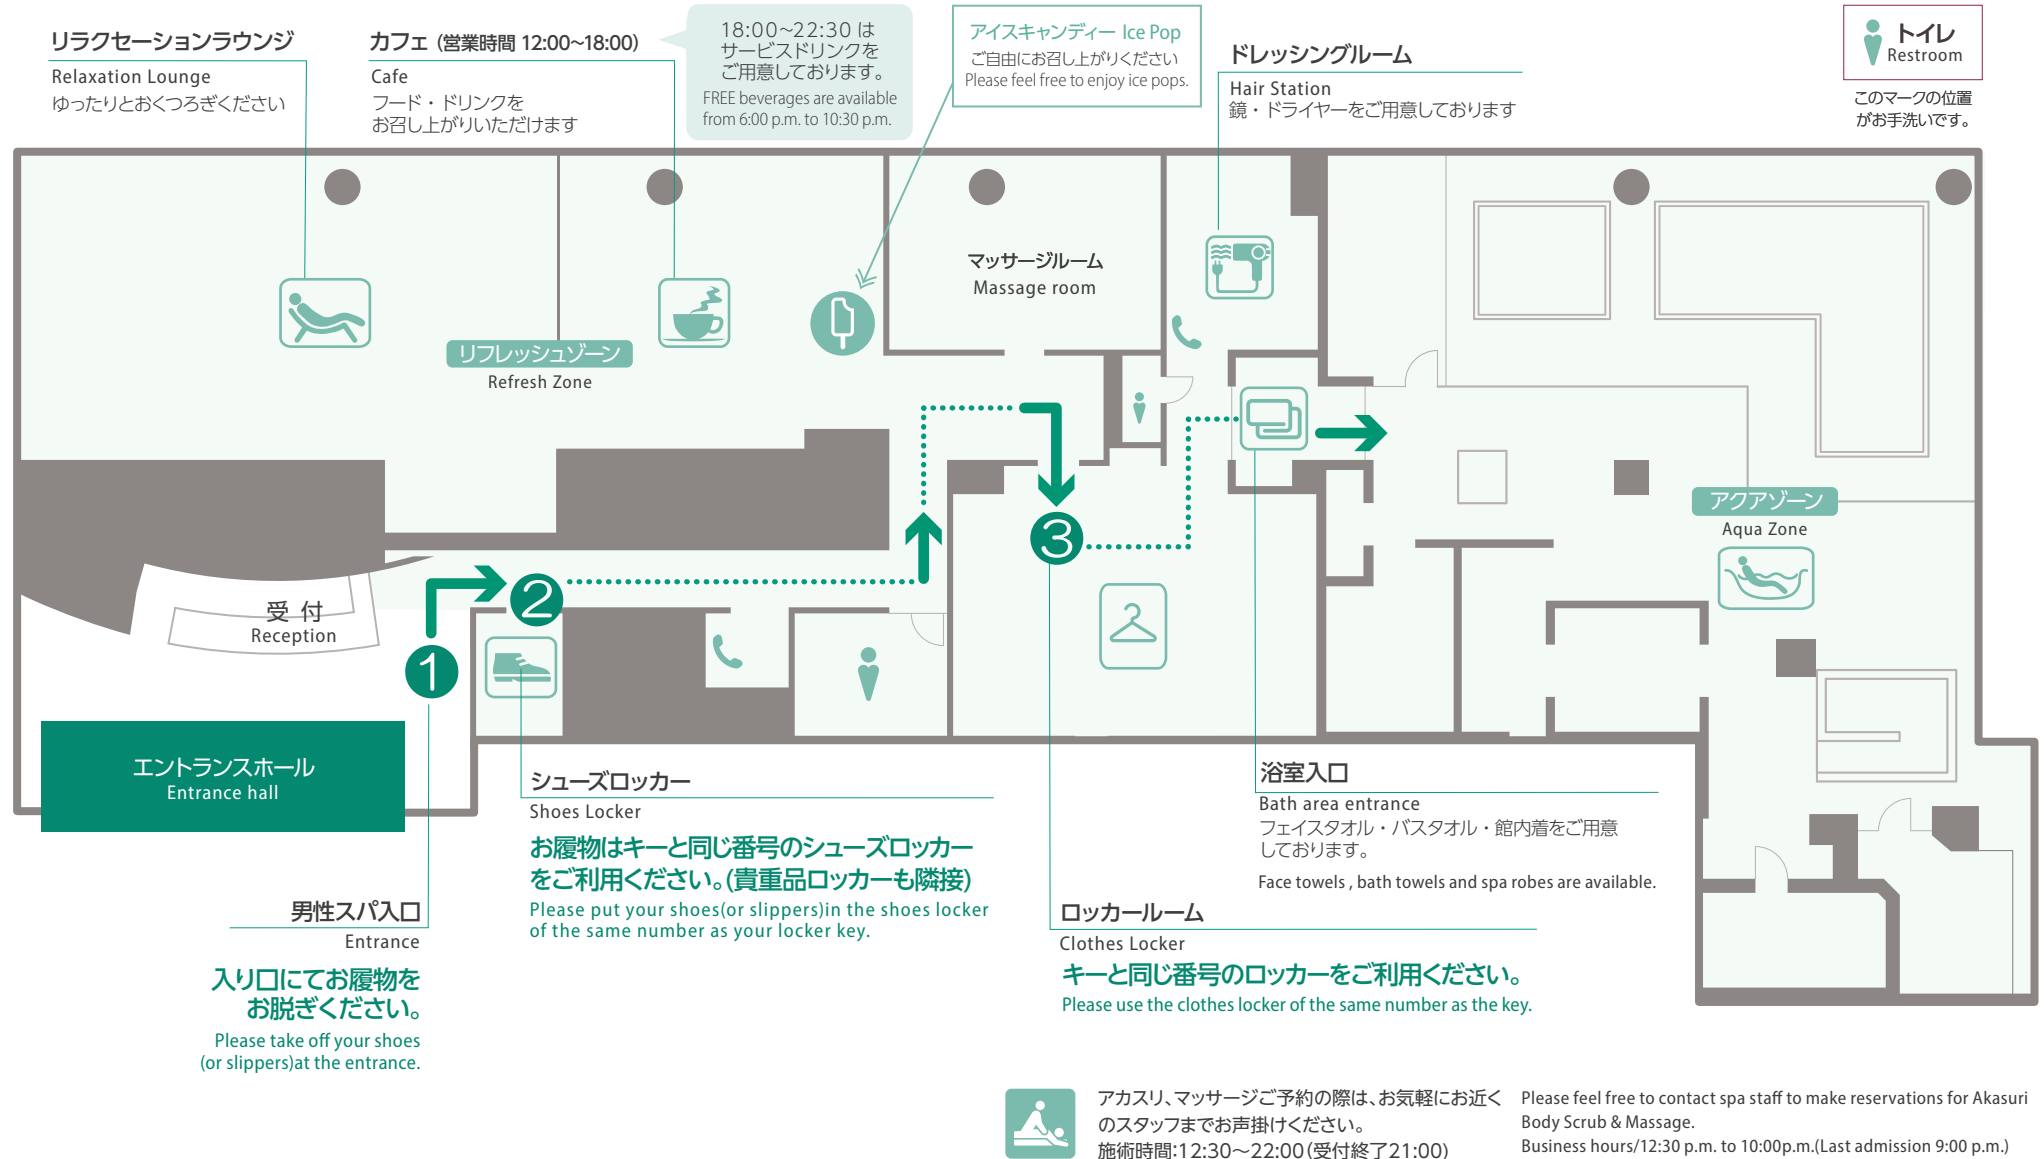 リラクセーションラウンジ
Relaxation Lounge
ゆったりとおくつろぎください
カフェ (営業時間 12:00~18:00)
Cafe
フード・ドリンクを
お召し上がりいただけます
18:00~22:30 は
サービスドリンクを
ご用意しております。
FREE beverages are available
from 6:00 p.m. to 10:30 p.m.
アイスキャンディー Ice Pop
ご自由にお召し上がりください
Please feel free to enjoy ice pops.
ドレッシングルーム
Hair Station
鏡・ドライヤーをご用意しております
トイレ
Restroom
このマークの位置
がお手洗いです。
マッサージルーム
Massage room
リフレッシュゾーン
Refresh Zone
アクアゾーン
Aqua Zone
受付
Reception
1
2
3
エントランスホール
Entrance hall
シューズロッカー
Shoes Locker
お履物はキーと同じ番号のシューズロッカー
をご利用ください。(貴重品ロッカーも隣接)
Please put your shoes(or slippers)in the shoes locker
of the same number as your locker key.
浴室入口
Bath area entrance
フェイスタオル・バスタオル・館内着をご用意
しております。
Face towels , bath towels and spa robes are available.
男性スパ入口
Entrance
入り口にてお履物を
お脱ぎください。
Please take off your shoes
(or slippers)at the entrance.
ロッカールーム
Clothes Locker
キーと同じ番号のロッカーをご利用ください。
Please use the clothes locker of the same number as the key.
アカスリ、マッサージご予約の際は、お気軽にお近く
のスタッフまでお声掛けください。
施術時間:12:30～22:00(受付終了21:00)
Please feel free to contact spa staff to make reservations for Akasuri
Body Scrub & Massage.
Business hours/12:30 p.m. to 10:00p.m.(Last admission 9:00 p.m.)